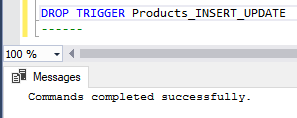 DROP TRIGGER Products_INSERT_UPDATE
------
100 %
Messages
Commands completed successfully.